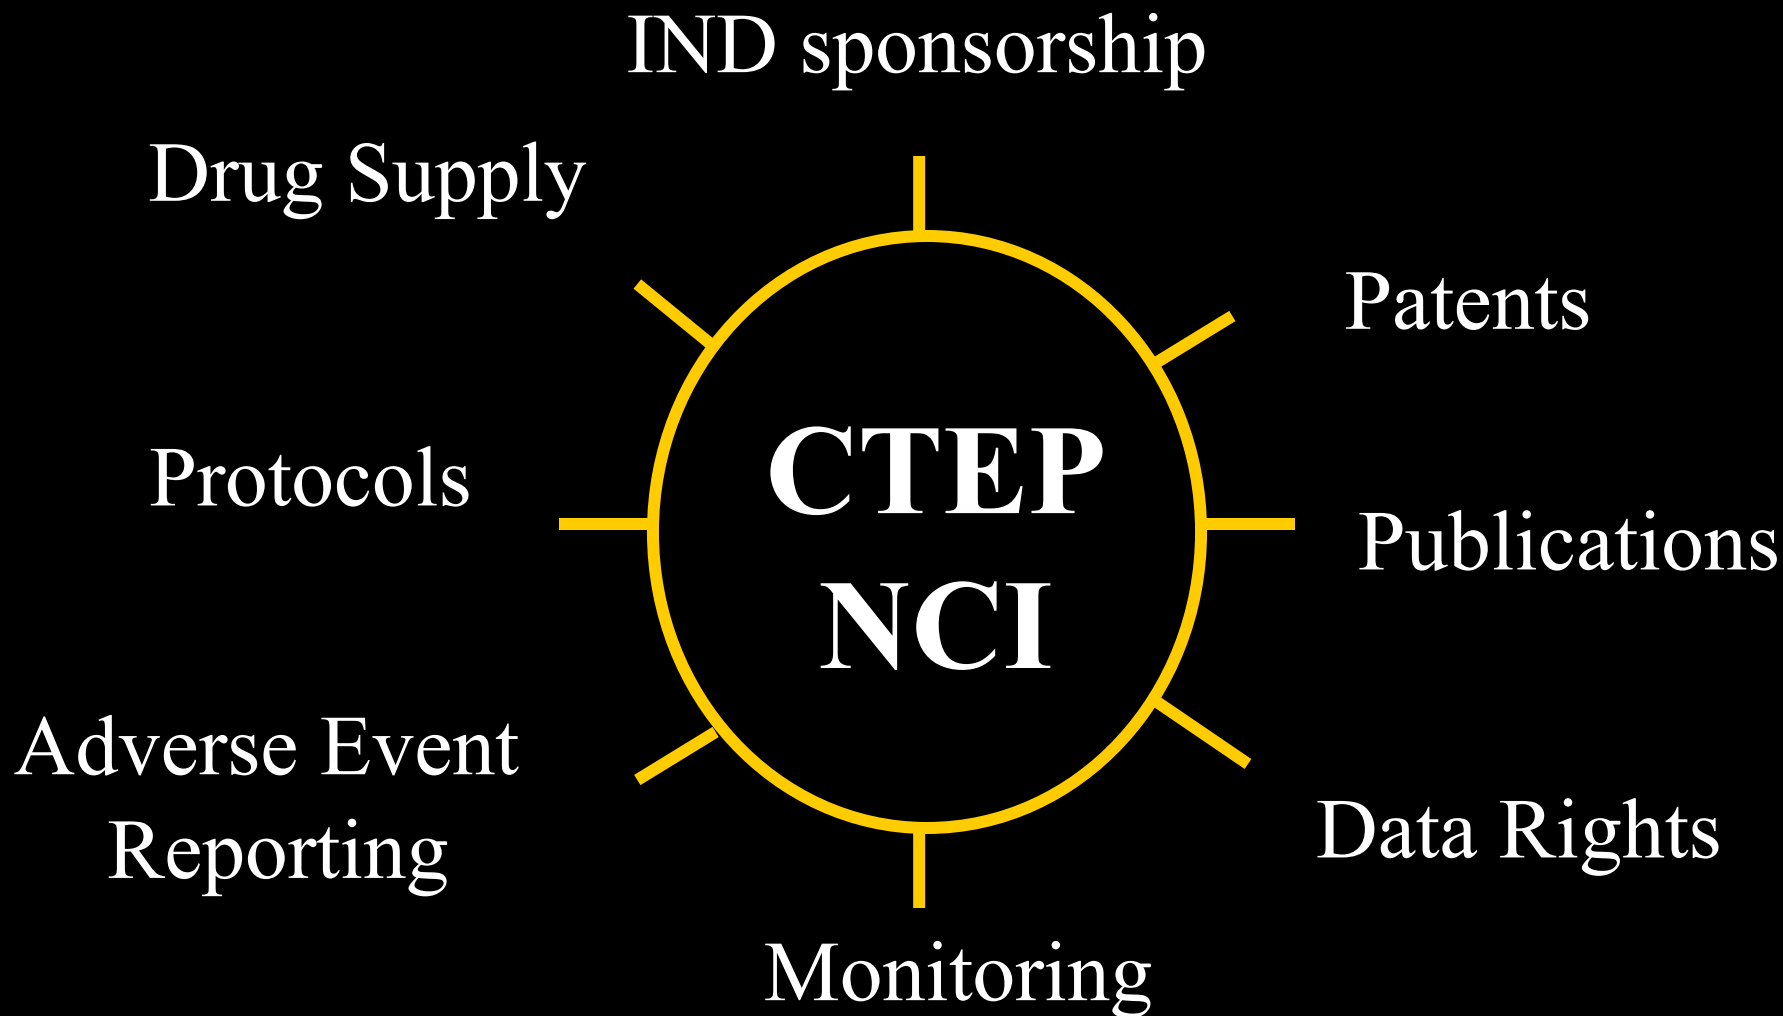 IND sponsorship
Drug Supply
Patents
Protocols
CTEP
NCI
Publications
Adverse Event
Reporting
Data Rights
Monitoring